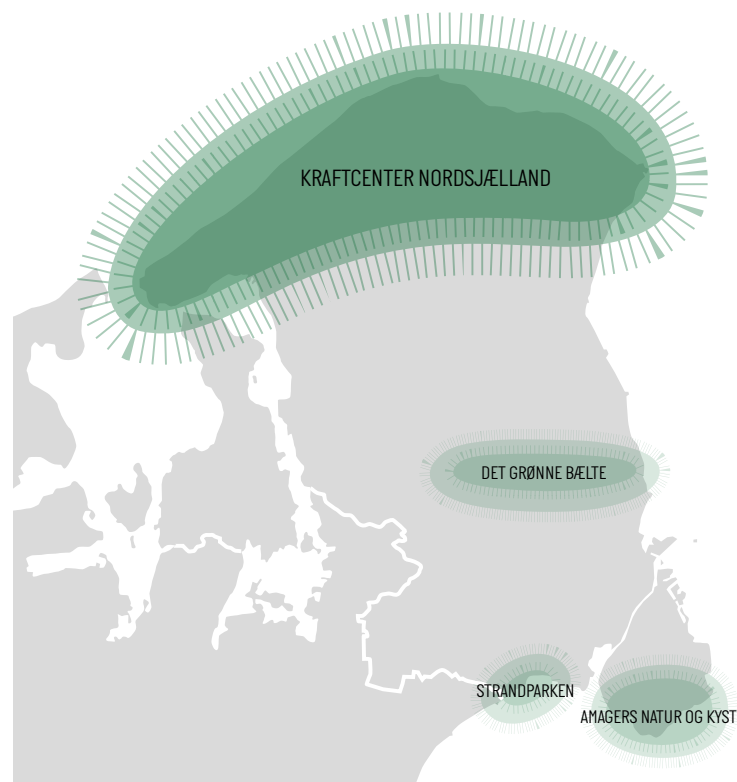 KRAFTCENTER NORDSJÆLLAND
DET GRØNNE BÆLTE
STRANDPARKEN
AMAGERS NATUR OG KYST